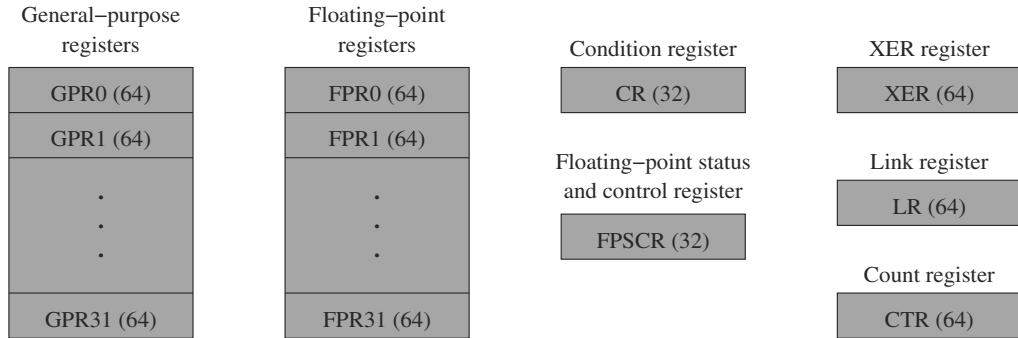 General−purpose
registers
GPR0 (64)
GPR1 (64)
GPR31 (64)
Floating−point
registers
FPR0 (64)
FPR1 (64)
FPR31 (64)
Condition register
CR (32)
Floating−point status
and control register
FPSCR (32)
XER register
XER (64)
Link register
LR (64)
Count register
CTR (64)